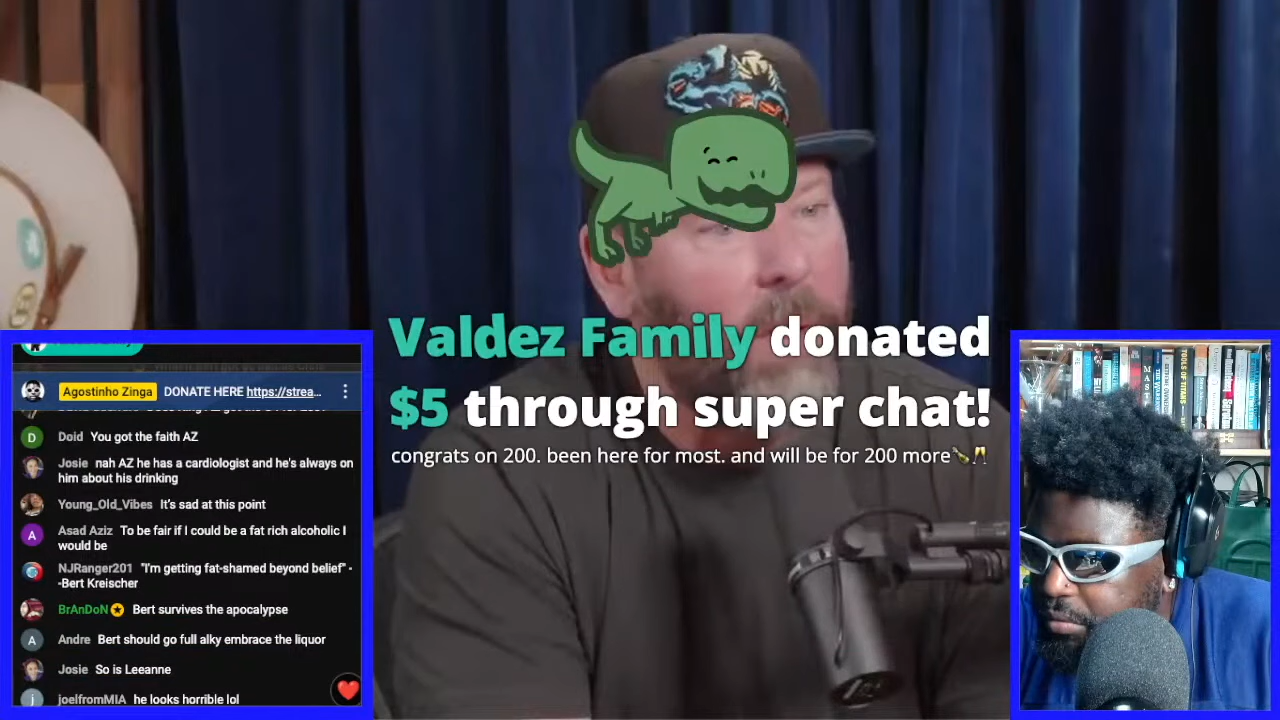 Valdez Family donated
$5 through super chat!
congrats on 200. been here for most. and will be for 200 more🍾🥂
Agostinho Zinga DONATE HERE https://strea...
D Doid You got the faith AZ
Josie nah AZ he has a cardiologist and he's always on
him about his drinking
Young_Old_Vibes It's sad at this point
A Asad Aziz To be fair if I could be a fat rich alcoholic I
would be
NJRanger201 "I'm getting fat-shamed beyond belief" -
-Bert Kreischer
BrAnDoN Bert survives the apocalypse
A Andre Bert should go full alky embrace the liquor
Josie So is Leeanne
j joelfromMIA he looks horrible lol
TOOLS OF TITANS